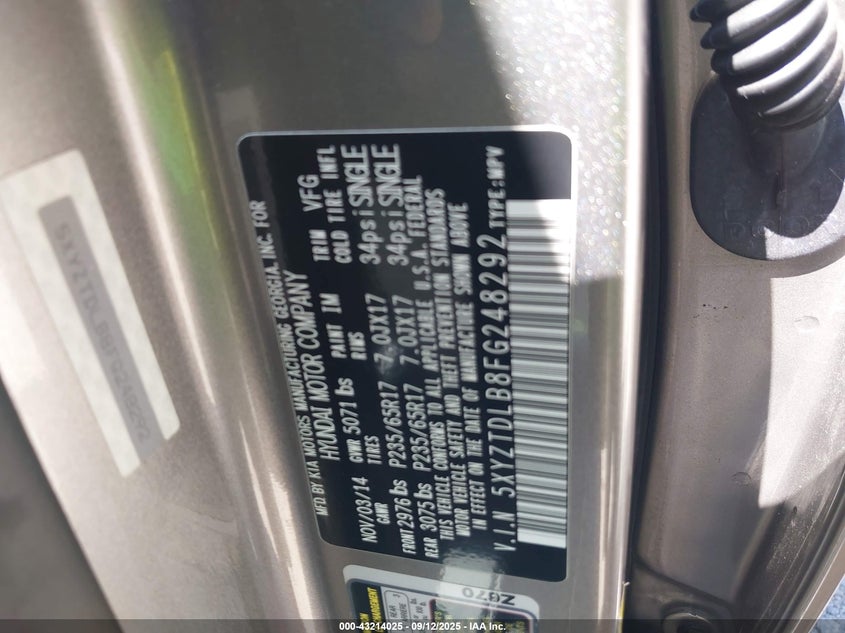 MFD BY KIA MOTORS MANUFACTURING GEORGIA, INC. FOR
HYUNDAI MOTOR COMPANY
NOV/03/14 GVWR 5071 lbs PAINT IM TRIM VFG
GAWR TIRES RIMS COLD TIRE INFL
FRONT 2976 lbs P235/65R17 7.0JX17 34psi SINGLE
REAR 3075 lbs P235/65R17 7.0JX17 34psi SINGLE
THIS VEHICLE CONFORMS TO ALL APPLICABLE U.S.A. FEDERAL
MOTOR VEHICLE SAFETY AND THEFT PREVENTION STANDARDS
IN EFFECT ON THE DATE OF MANUFACTURE SHOWN ABOVE.
V.I.N 5XYZTDLB8FG248292 TYPE:MPV
5XYZTDLB8FG248292
N070
REAR 3
000-43214025 09/12/2025 IAA Inc.